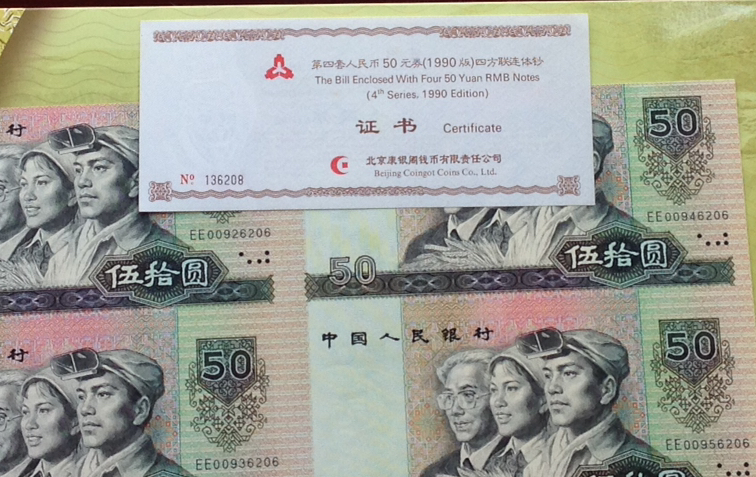 第四套人民币50元券(1990版)四方联连体钞
The Bill Enclosed With Four 50 Yuan RMB Notes
(4th Series, 1990 Edition)
证书 Certificate
北京康银阁钱币有限责任公司
Beijing Coingot Coins Co., Ltd.
Nº 136208
行
50
EE00926206
EE00946206
伍拾圆
50
伍拾圆
中国人民银行
行
50
50
EE00936206
EE00956206